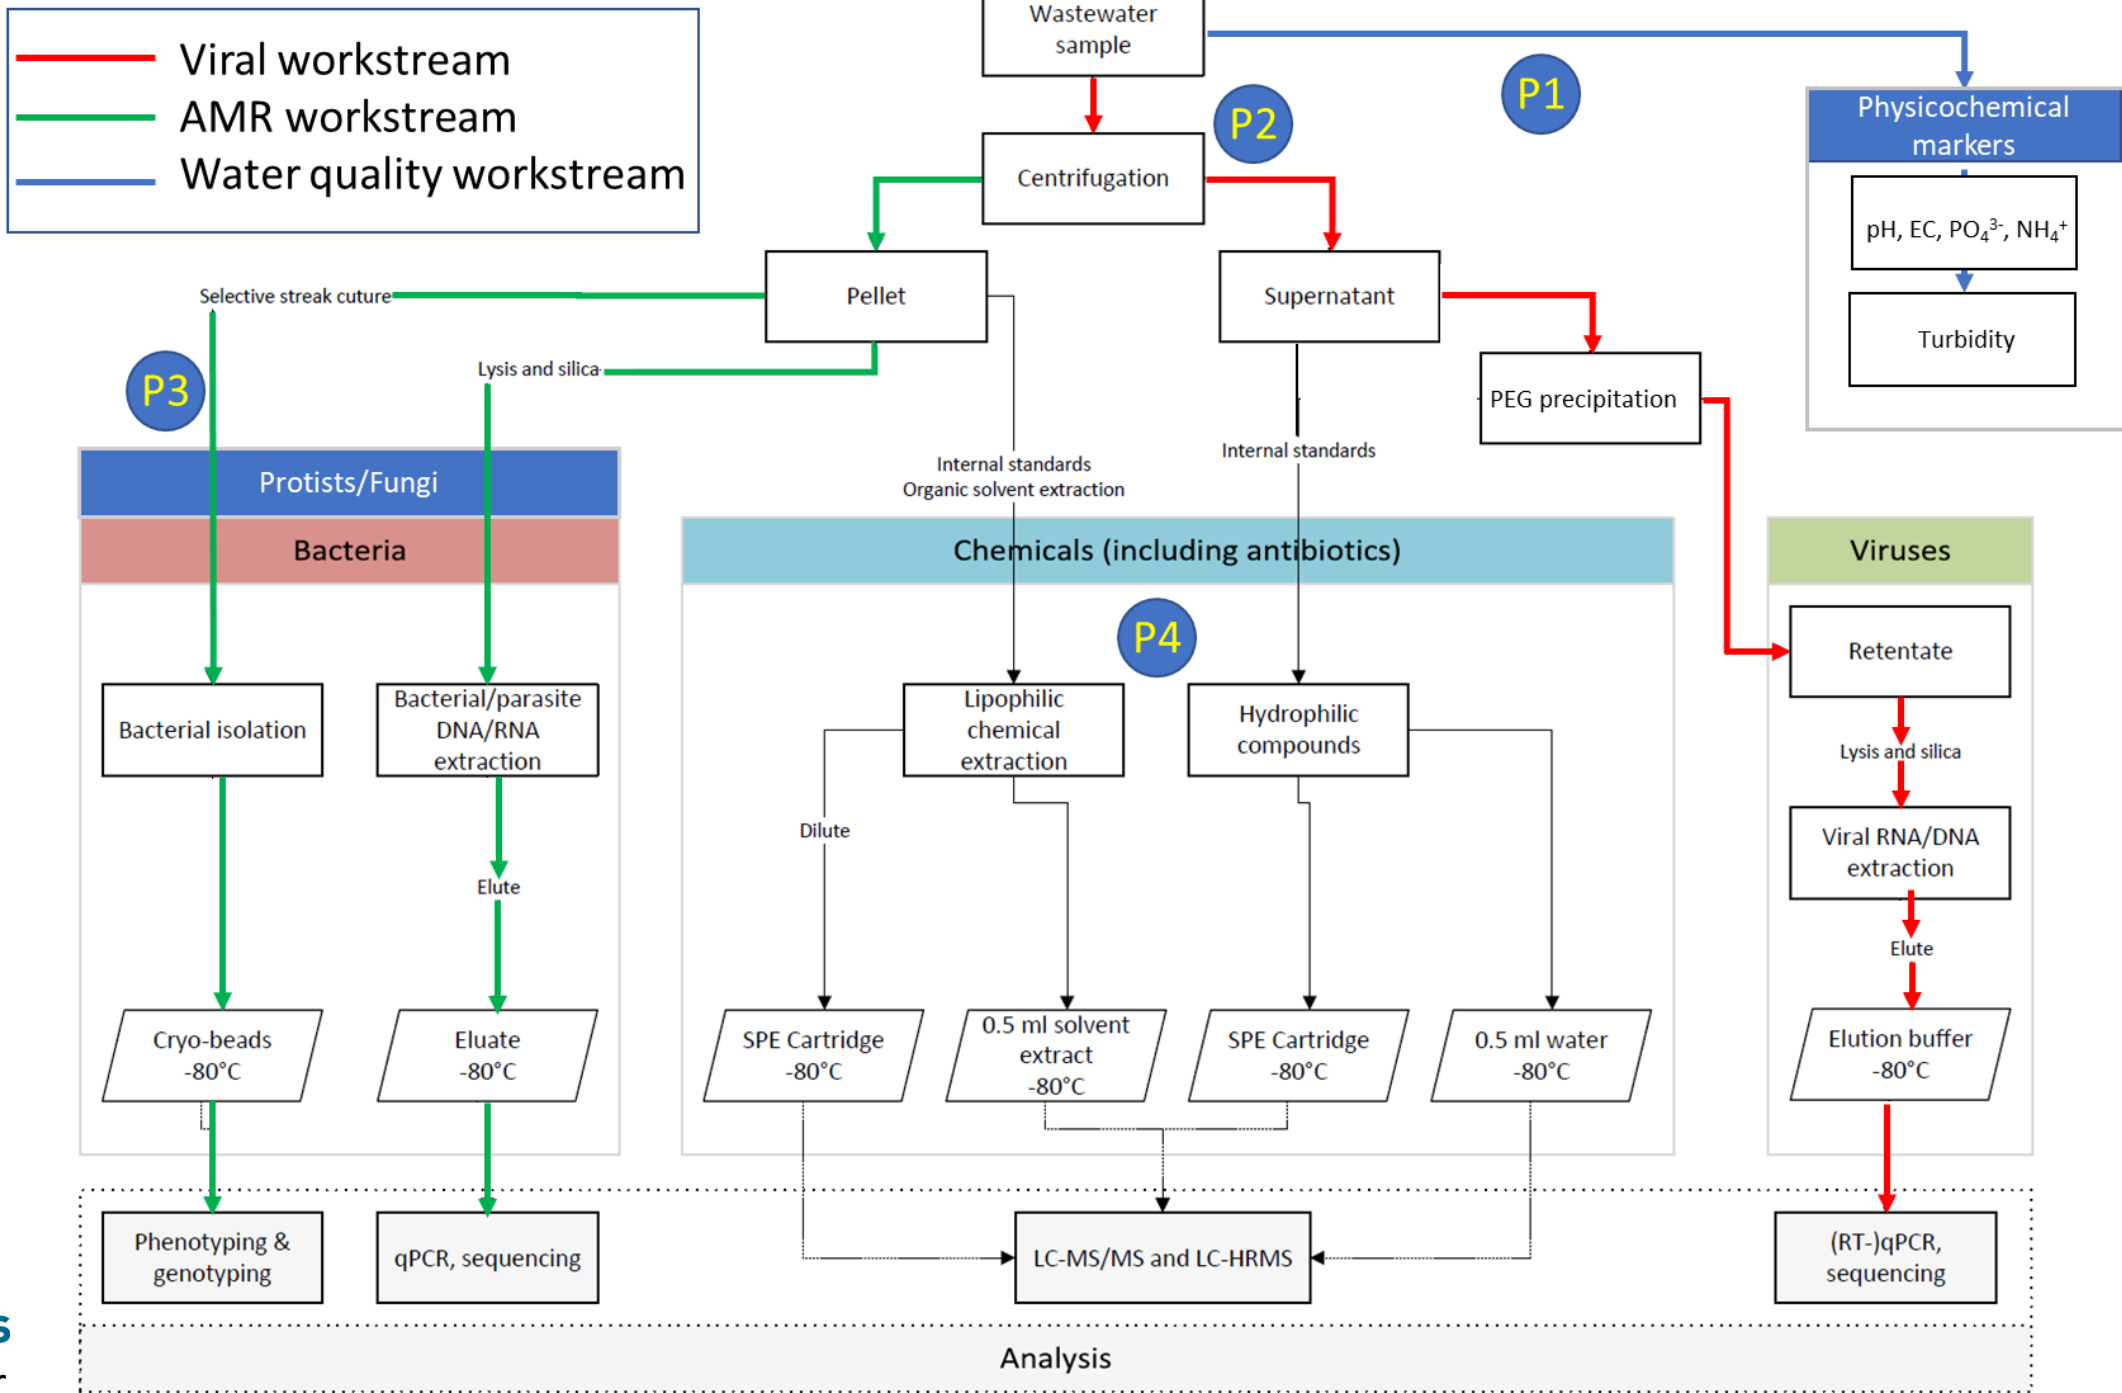 Viral workstream
AMR workstream
Water quality workstream
Wastewater
sample
P1
P2
Physicochemical
markers
Centrifugation
pH, EC, PO₄³⁻, NH₄⁺
Turbidity
Selective streak cuture
Pellet
Supernatant
Lysis and silica
P3
PEG precipitation
Internal standards
Internal standards
Organic solvent extraction
Protists/Fungi
Bacteria
Chemicals (including antibiotics)
Viruses
P4
Retentate
Bacterial isolation
Bacterial/parasite
DNA/RNA
extraction
Lipophilic
chemical
extraction
Hydrophilic
compounds
Lysis and silica
Dilute
Viral RNA/DNA
extraction
Elute
Elute
Cryo-beads
-80°C
Eluate
-80°C
SPE Cartridge
-80°C
0.5 ml solvent
extract
-80°C
SPE Cartridge
-80°C
0.5 ml water
-80°C
Elution buffer
-80°C
Phenotyping &
genotyping
qPCR, sequencing
LC-MS/MS and LC-HRMS
(RT-)qPCR,
sequencing
Analysis